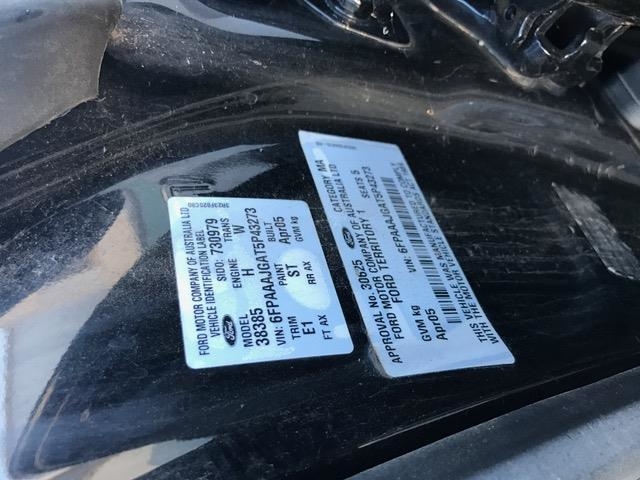 FORD MOTOR COMPANY OF AUSTRALIA LTD
VEHICLE IDENTIFICATION LABEL
Ford SIDO: 730979
MODEL ENGINE TRANS
38385 H W
VIN: 6FPAAAJGAT5P43273
TRIM PAINT BUILT
E1 ST Apr05
FT AX RR AX GVM kg
APPROVAL No. 30625 Ford CATEGORY MA
FORD MOTOR COMPANY OF AUSTRALIA LTD
FORD TERRITORY 1 SEATS 5
GVM kg VIN: 6FPAAAJGAT5P43273
Apr05
THIS VEHICLE WAS MANUFACTURED TO COMPLY
WITH THE MOTOR VEHICLE STANDARDS ACT 1989